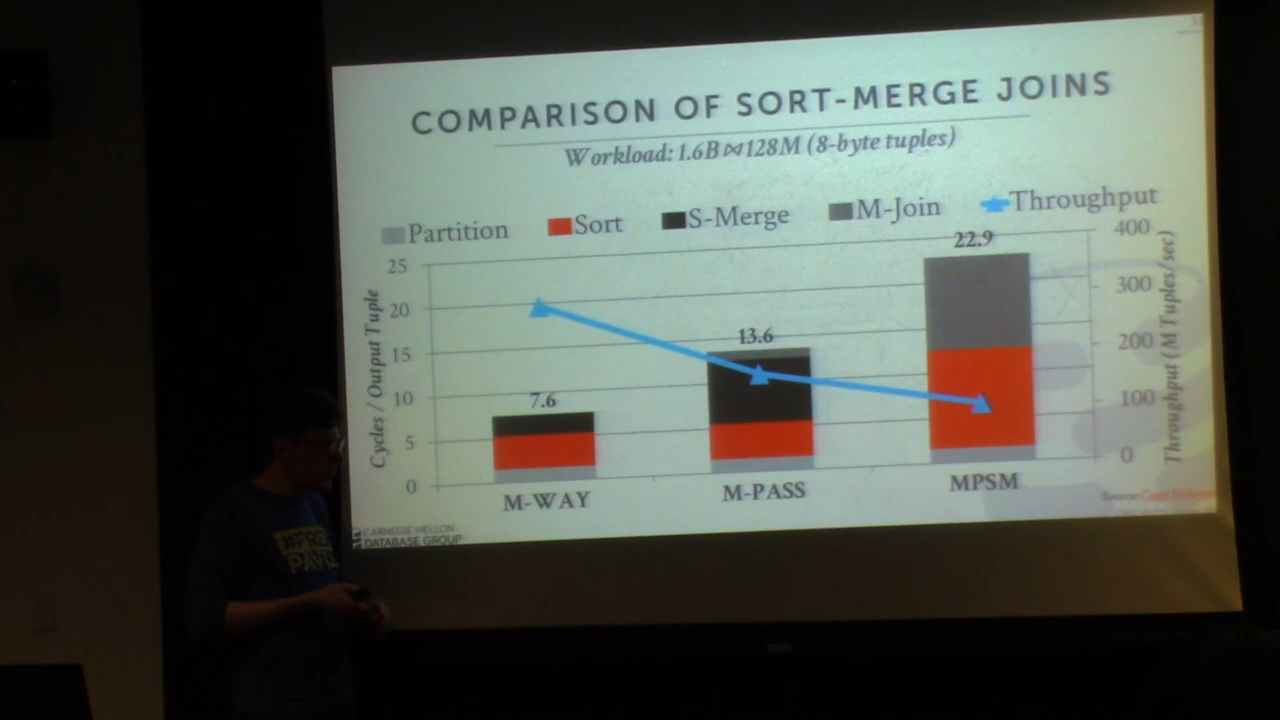 COMPARISON OF SORT-MERGE JOINS
Workload: 1.6B⋈128M (8-byte tuples)
Partition Sort S-Merge M-Join Throughput
Cycles / Output Tuple
25
20
15
10
5
0
7.6
13.6
22.9
400
300
200
100
0
Throughput (M Tuples/sec)
M-WAY M-PASS MPSM
Source:
CARNEGIE MELLON
DATABASE GROUP